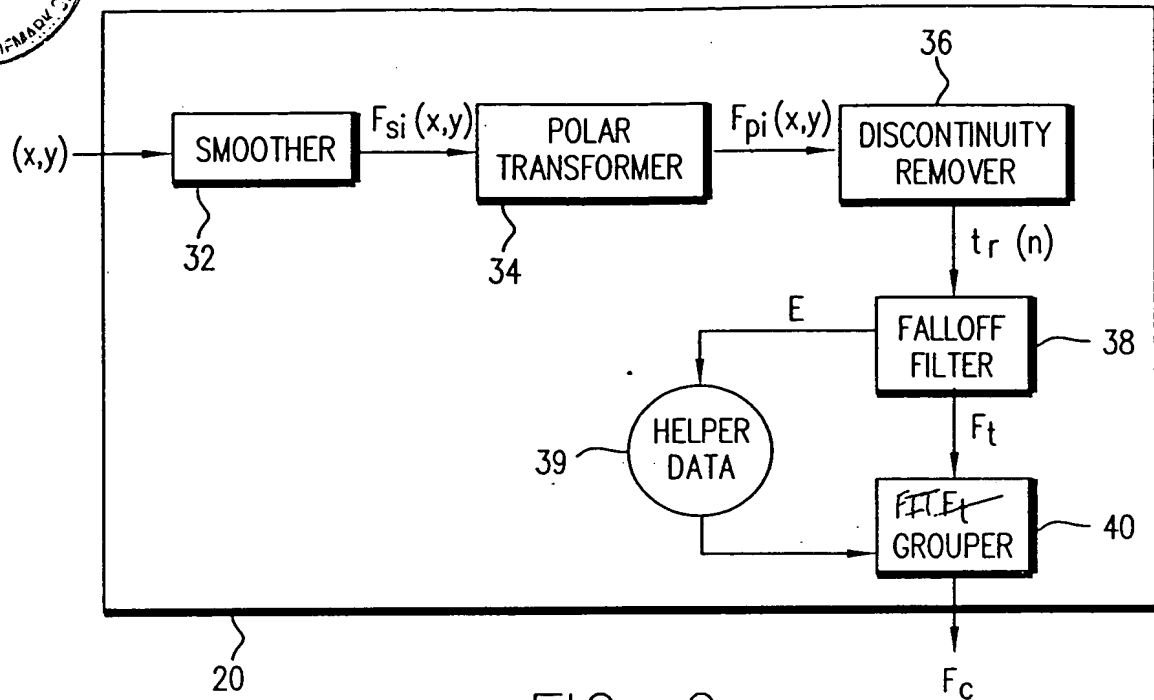 36
(x,y)
SMOOTHER
Fsi (x,y)
POLAR
TRANSFORMER
Fpi (x,y)
DISCONTINUITY
REMOVER
32
34
tr (n)
E
FALLOFF
FILTER
38
HELPER
DATA
39
Ft
GROUPER
40
20
Fc